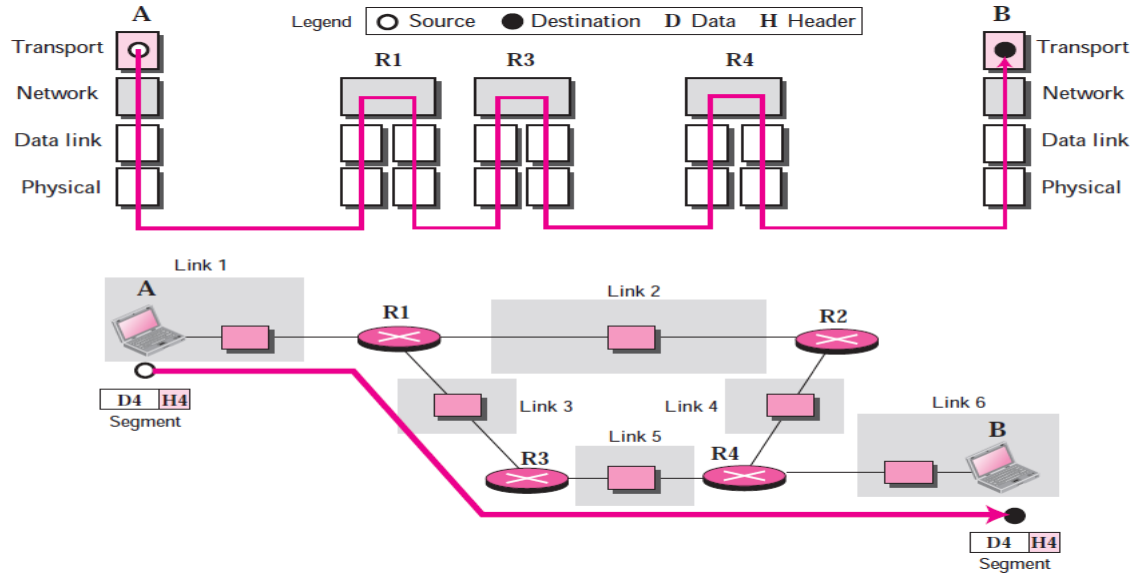 A
Legend Source Destination D Data H Header
B
Transport
R1 R3 R4
Transport
Network
Network
Data link
Data link
Physical
Physical
Link 1
A
Link 2
R1
R2
D4 H4
Segment
Link 3
Link 4
Link 6
Link 5
B
R3
R4
D4 H4
Segment